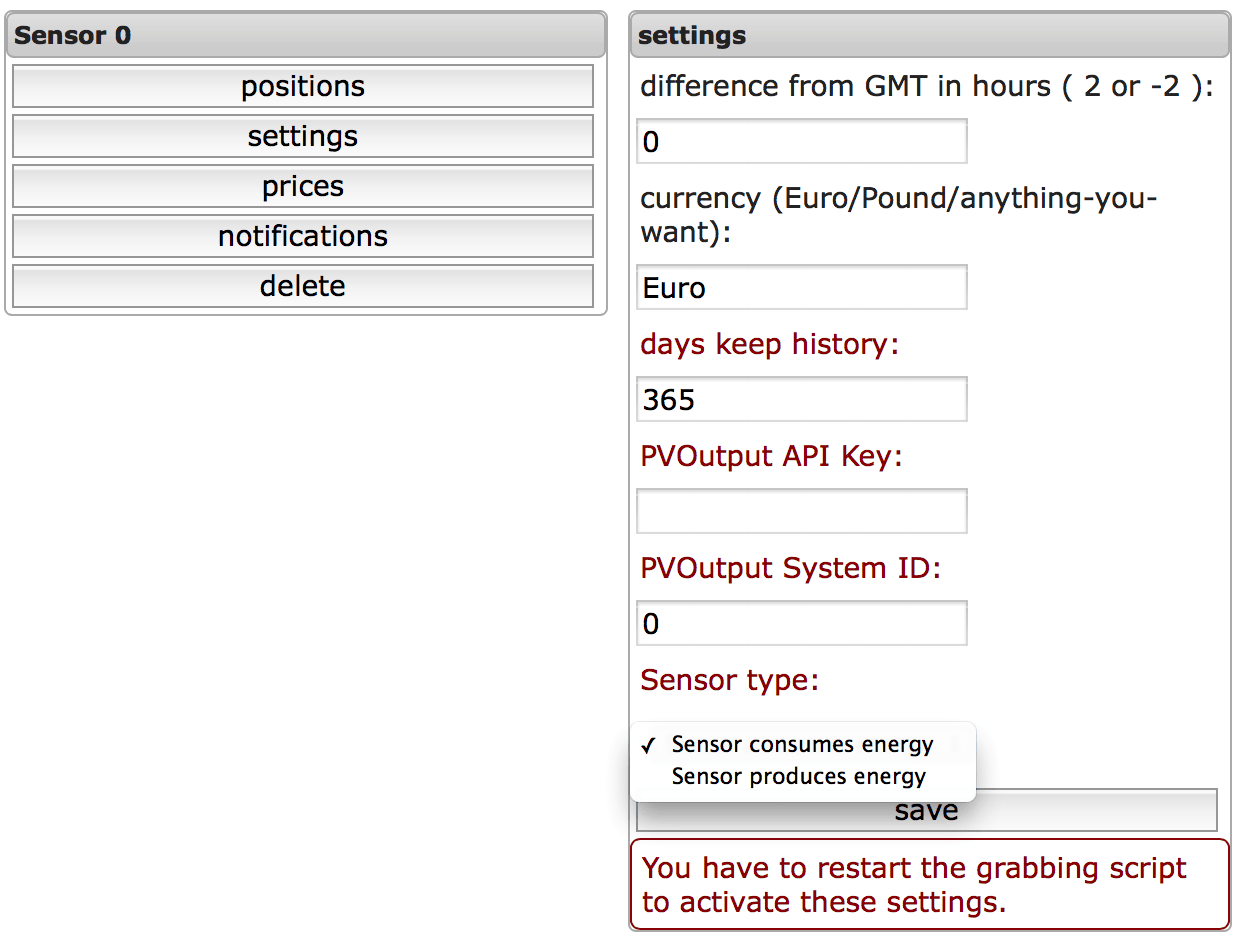 Sensor 0
positions
settings
prices
notifications
delete
settings
difference from GMT in hours ( 2 or -2 ):
0
currency (Euro/Pound/anything-you-
want):
Euro
days keep history:
365
PVOutput API Key:
PVOutput System ID:
0
Sensor type:
✓ Sensor consumes energy
Sensor produces energy
save
You have to restart the grabbing script
to activate these settings.